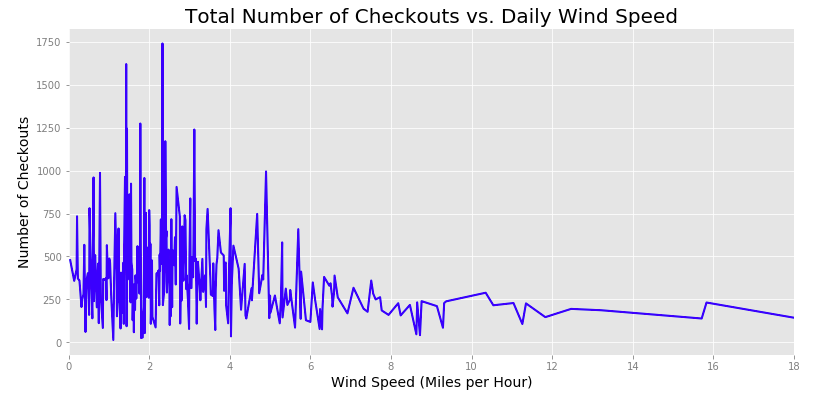 Total Number of Checkouts vs. Daily Wind Speed
Number of Checkouts
1750
1500
1250
1000
750
500
250
0
0 2 4 6 8 10 12 14 16 18
Wind Speed (Miles per Hour)